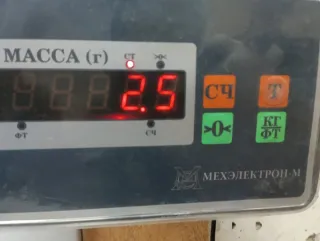 МАССА (г)
СТ
2.5
СЧ Т
>0< КГ
ФТ
ФТ СЧ
МЕХЭЛЕКТРОН-М